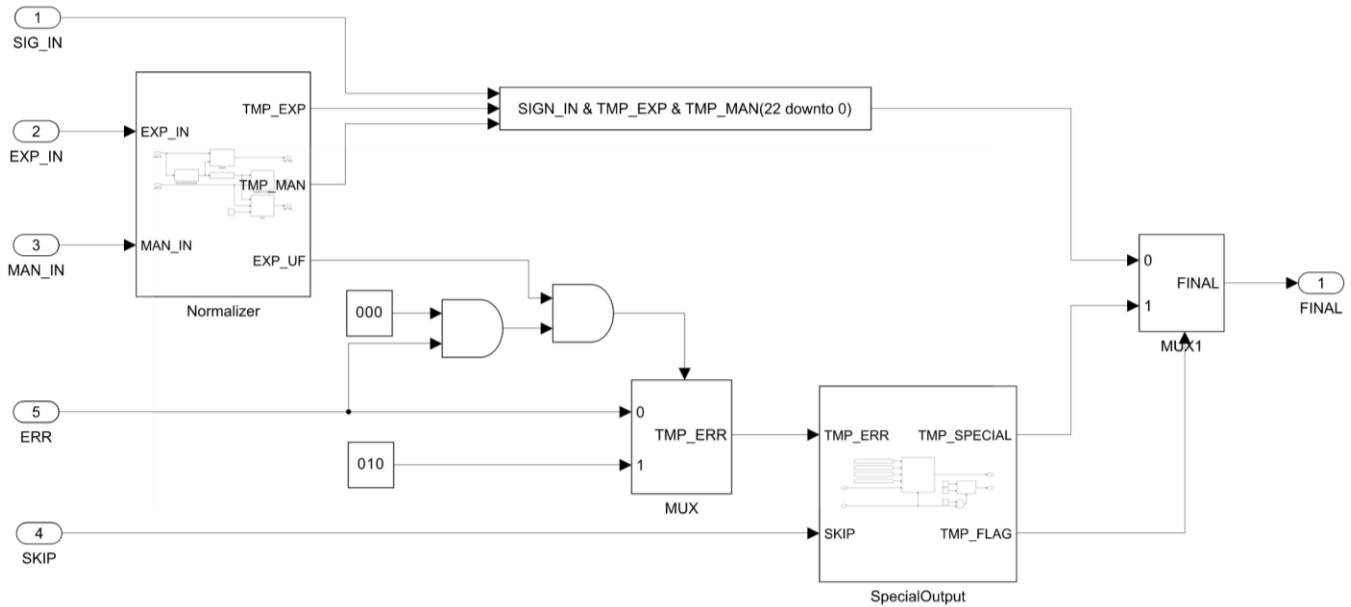 1
SIG_IN
2
EXP_IN
3
MAN_IN
EXP_IN
MAN_IN
TMP_EXP
TMP_MAN
EXP_UF
Normalizer
SIGN_IN & TMP_EXP & TMP_MAN(22 downto 0)
000
5
ERR
010
0
1
TMP_ERR
MUX
4
SKIP
TMP_ERR
SKIP
TMP_SPECIAL
TMP_FLAG
SpecialOutput
0
1
FINAL
MUX1
1
FINAL